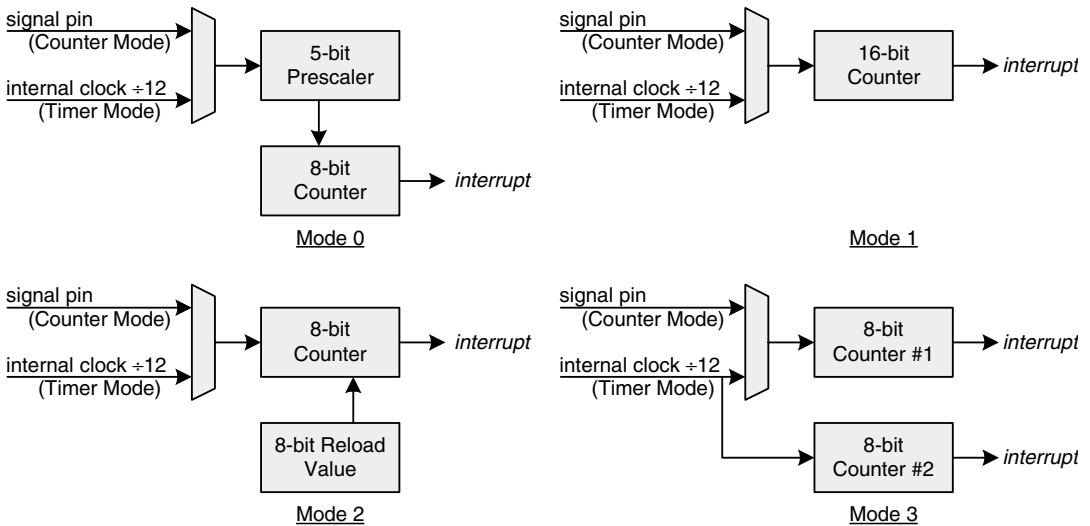 signal pin
(Counter Mode)
internal clock ÷12
(Timer Mode)
5-bit
Prescaler
8-bit
Counter
interrupt
Mode 0
signal pin
(Counter Mode)
internal clock ÷12
(Timer Mode)
16-bit
Counter
interrupt
Mode 1
signal pin
(Counter Mode)
internal clock ÷12
(Timer Mode)
8-bit
Counter
interrupt
8-bit Reload
Value
Mode 2
signal pin
(Counter Mode)
internal clock ÷12
(Timer Mode)
8-bit
Counter #1
interrupt
8-bit
Counter #2
interrupt
Mode 3